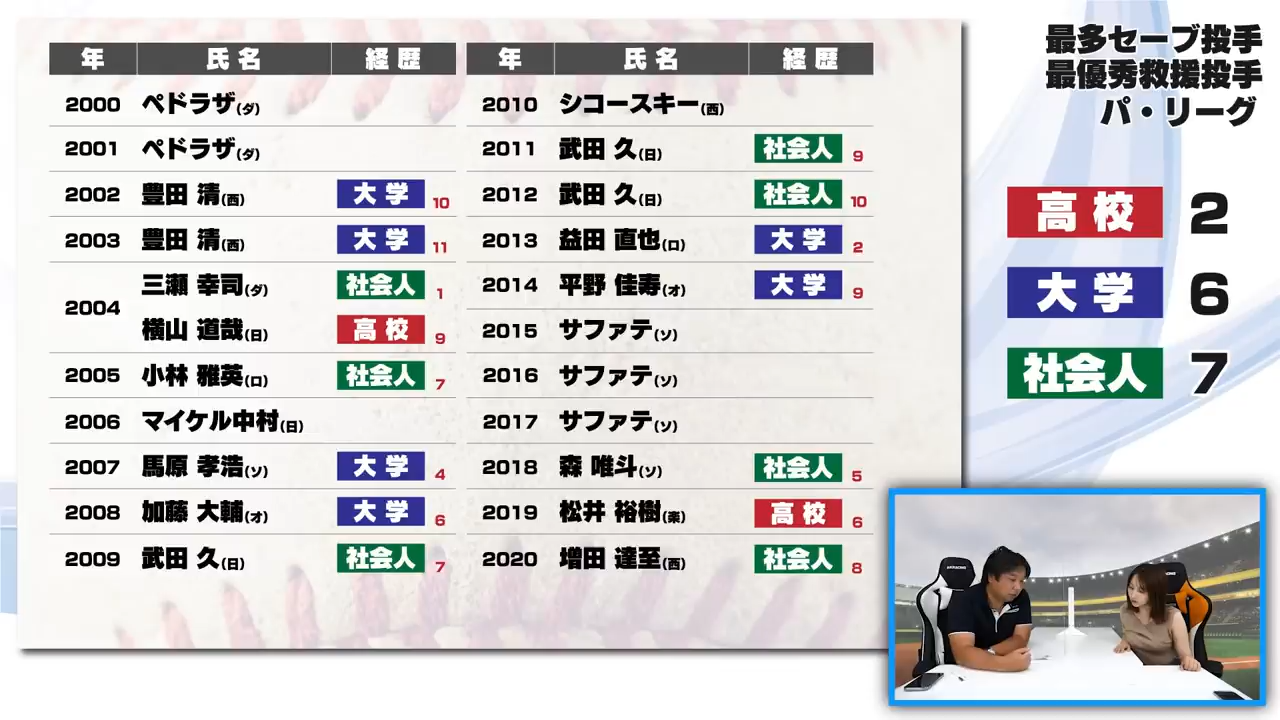 最多セーブ投手
最優秀救援投手
パ・リーグ
年 氏名 経歴
2000 ペドラザ(ダ)
2001 ペドラザ(ダ)
2002 豊田 清(西) 大学 10
2003 豊田 清(西) 大学 11
2004 三瀬 幸司(ダ) 社会人 1
横山 道哉(日) 高校 9
2005 小林 雅英(ロ) 社会人 7
2006 マイケル中村(日)
2007 馬原 孝浩(ソ) 大学 4
2008 加藤 大輔(オ) 大学 6
2009 武田 久(日) 社会人 7
年 氏名 経歴
2010 シコースキー(西)
2011 武田 久(日) 社会人 9
2012 武田 久(日) 社会人 10
2013 益田 直也(ロ) 大学 2
2014 平野 佳寿(オ) 大学 9
2015 サファテ(ソ)
2016 サファテ(ソ)
2017 サファテ(ソ)
2018 森 唯斗(ソ) 社会人 5
2019 松井 裕樹(楽) 高校 6
2020 増田 達至(西) 社会人 8
高校 2
大学 6
社会人 7